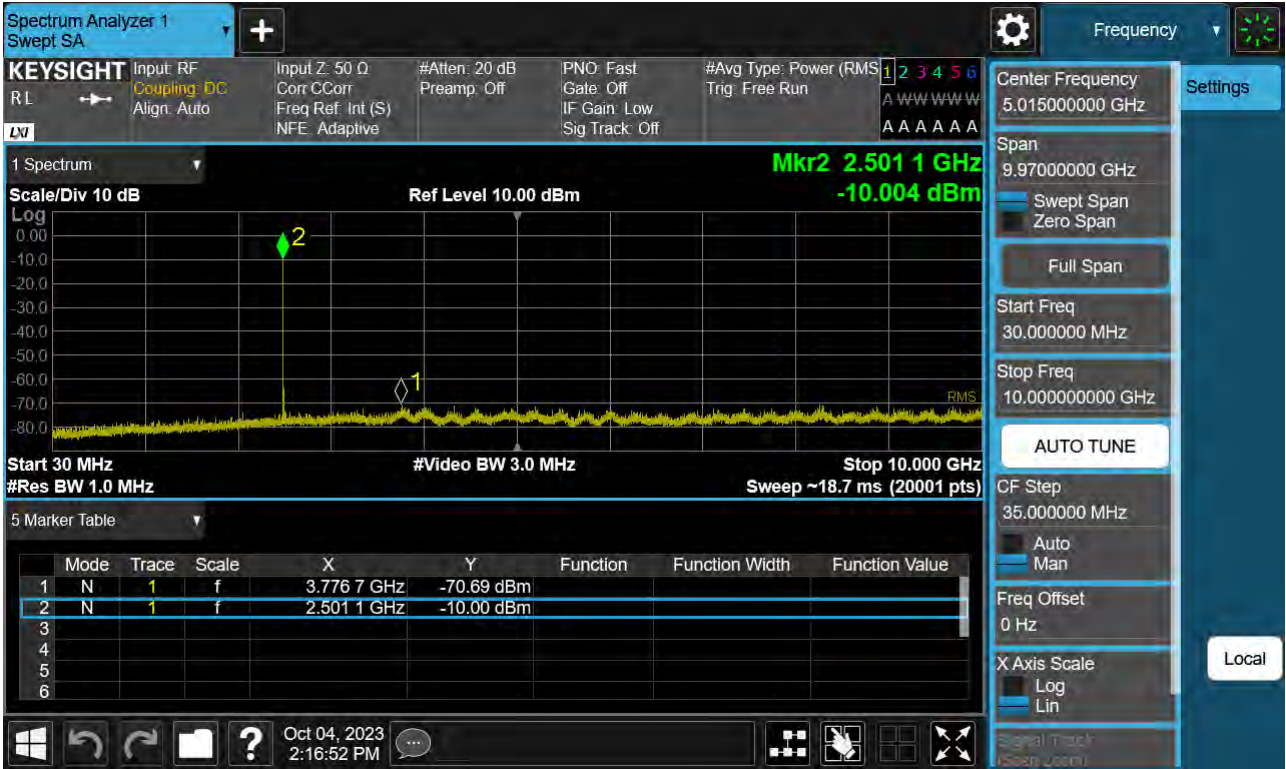 Spectrum Analyzer 1
Swept SA
+
Frequency
KEYSIGHT
R L
LXI
Input: RF
Coupling: DC
Align: Auto
Input Z: 50 Ω
Corr CCorr
Freq Ref: Int (S)
NFE: Adaptive
#Atten: 20 dB
Preamp: Off
PNO: Fast
Gate: Off
IF Gain: Low
Sig Track: Off
#Avg Type: Power (RMS
Trig: Free Run
1 2 3 4 5 6
A W W W W W
A A A A A A
1 Spectrum
Mkr2 2.501 1 GHz
Scale/Div 10 dB
Ref Level 10.00 dBm
-10.004 dBm
Log
0.00
-10.0
-20.0
-30.0
-40.0
-50.0
-60.0
-70.0
-80.0
2
1
RMS
Start 30 MHz
#Video BW 3.0 MHz
Stop 10.000 GHz
#Res BW 1.0 MHz
Sweep ~18.7 ms (20001 pts)
5 Marker Table
Mode Trace Scale X Y Function Function Width Function Value
1 N 1 f 3.776 7 GHz -70.69 dBm
2 N 1 f 2.501 1 GHz -10.00 dBm
3
4
5
6
?
Oct 04, 2023
2:16:52 PM
Center Frequency
5.015000000 GHz
Span
9.97000000 GHz
Swept Span
Zero Span
Full Span
Start Freq
30.000000 MHz
Stop Freq
10.000000000 GHz
AUTO TUNE
CF Step
35.000000 MHz
Auto
Man
Freq Offset
0 Hz
X Axis Scale
Log
Lin
Signal Track
(Span Zoom)
Settings
Local